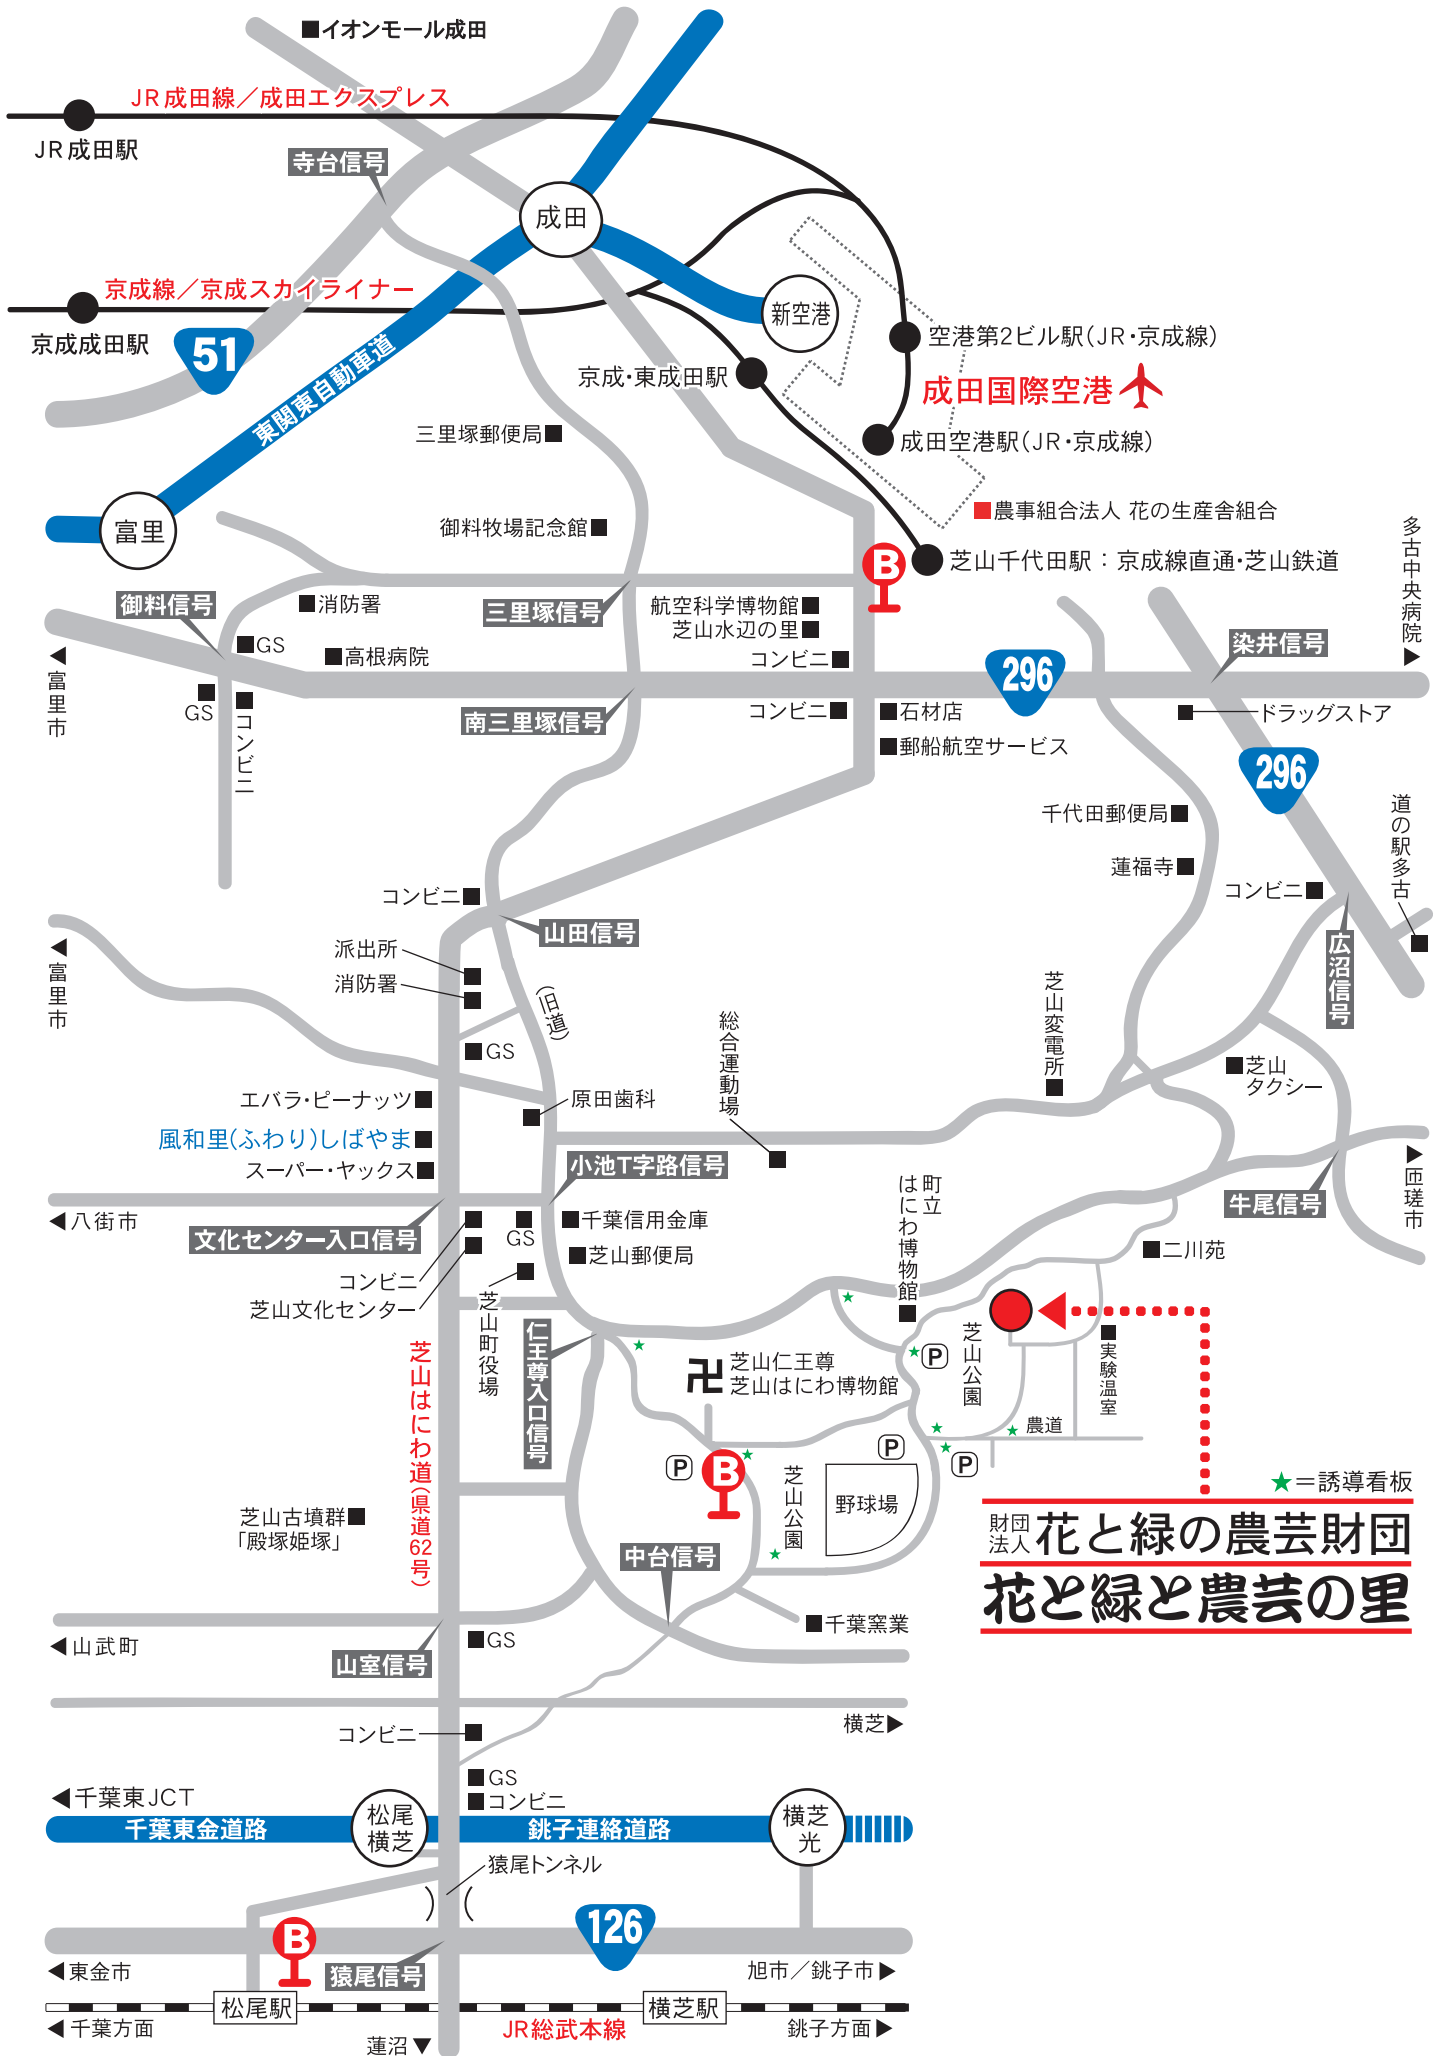 ■イオンモール成田
JR成田線／成田エクスプレス
JR成田駅
寺台信号
成田
京成線／京成スカイライナー
京成成田駅
51
東関東自動車道
新空港
空港第2ビル駅（JR・京成線）
京成・東成田駅
成田国際空港
三里塚郵便局■
成田空港駅（JR・京成線）
富里
御料牧場記念館■
■農事組合法人 花の生産舎組合
芝山千代田駅：京成線直通・芝山鉄道
多古中央病院▶
B
御料信号
■消防署
三里塚信号
航空科学博物館■
芝山水辺の里■
染井信号
■GS
■高根病院
コンビニ■
296
◀富里市
■
GS
■
コンビニ
南三里塚信号
コンビニ■
■石材店
■郵船航空サービス
■ドラッグストア
296
道の駅多古
千代田郵便局■
蓮福寺■
コンビニ■
コンビニ■
山田信号
広沼信号
◀富里市
派出所
消防署
（旧道）
■GS
総合運動場
芝山変電所
■芝山
タクシー
エバラ・ピーナッツ■
原田歯科
風和里（ふわり）しばやま■
スーパー・ヤックス■
小池T字路信号
匝瑳市
牛尾信号
◀八街市
文化センター入口信号
GS
■千葉信用金庫
■芝山郵便局
町立
はにわ博物館
■二川苑
コンビニ
芝山文化センター
芝山町役場
仁王尊入口信号
芝山はにわ道（県道62号）
卍
芝山仁王尊
芝山はにわ博物館
P
芝山公園
実験温室
農道
P
B
P
P
芝山公園
野球場
★＝誘導看板
財団
法人
花と緑の農芸財団
花と緑と農芸の里
芝山古墳群■
「殿塚姫塚」
中台信号
■千葉窯業
◀山武町
山室信号
■GS
横芝▶
コンビニ
■GS
■コンビニ
◀千葉東JCT
千葉東金道路
松尾
横芝
銚子連絡道路
横芝
光
猿尾トンネル
B
126
◀東金市
猿尾信号
旭市／銚子市▶
松尾駅
横芝駅
◀千葉方面
JR総武本線
銚子方面▶
蓮沼▼